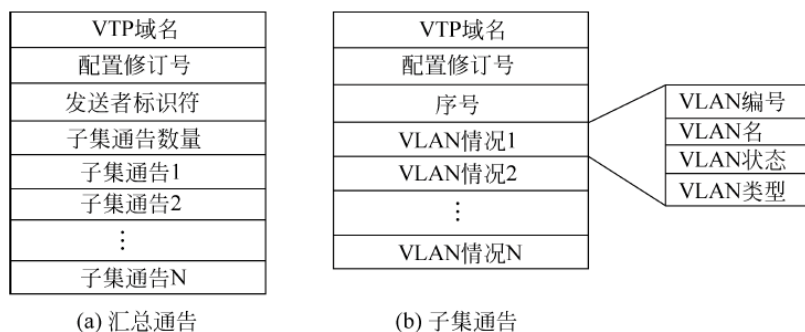 VTP域名
配置修订号
发送者标识符
子集通告数量
子集通告1
子集通告2
⋮
子集通告N
(a) 汇总通告
VTP域名
配置修订号
序号
VLAN情况1
VLAN情况2
⋮
VLAN情况N
(b) 子集通告
VLAN编号
VLAN名
VLAN状态
VLAN类型